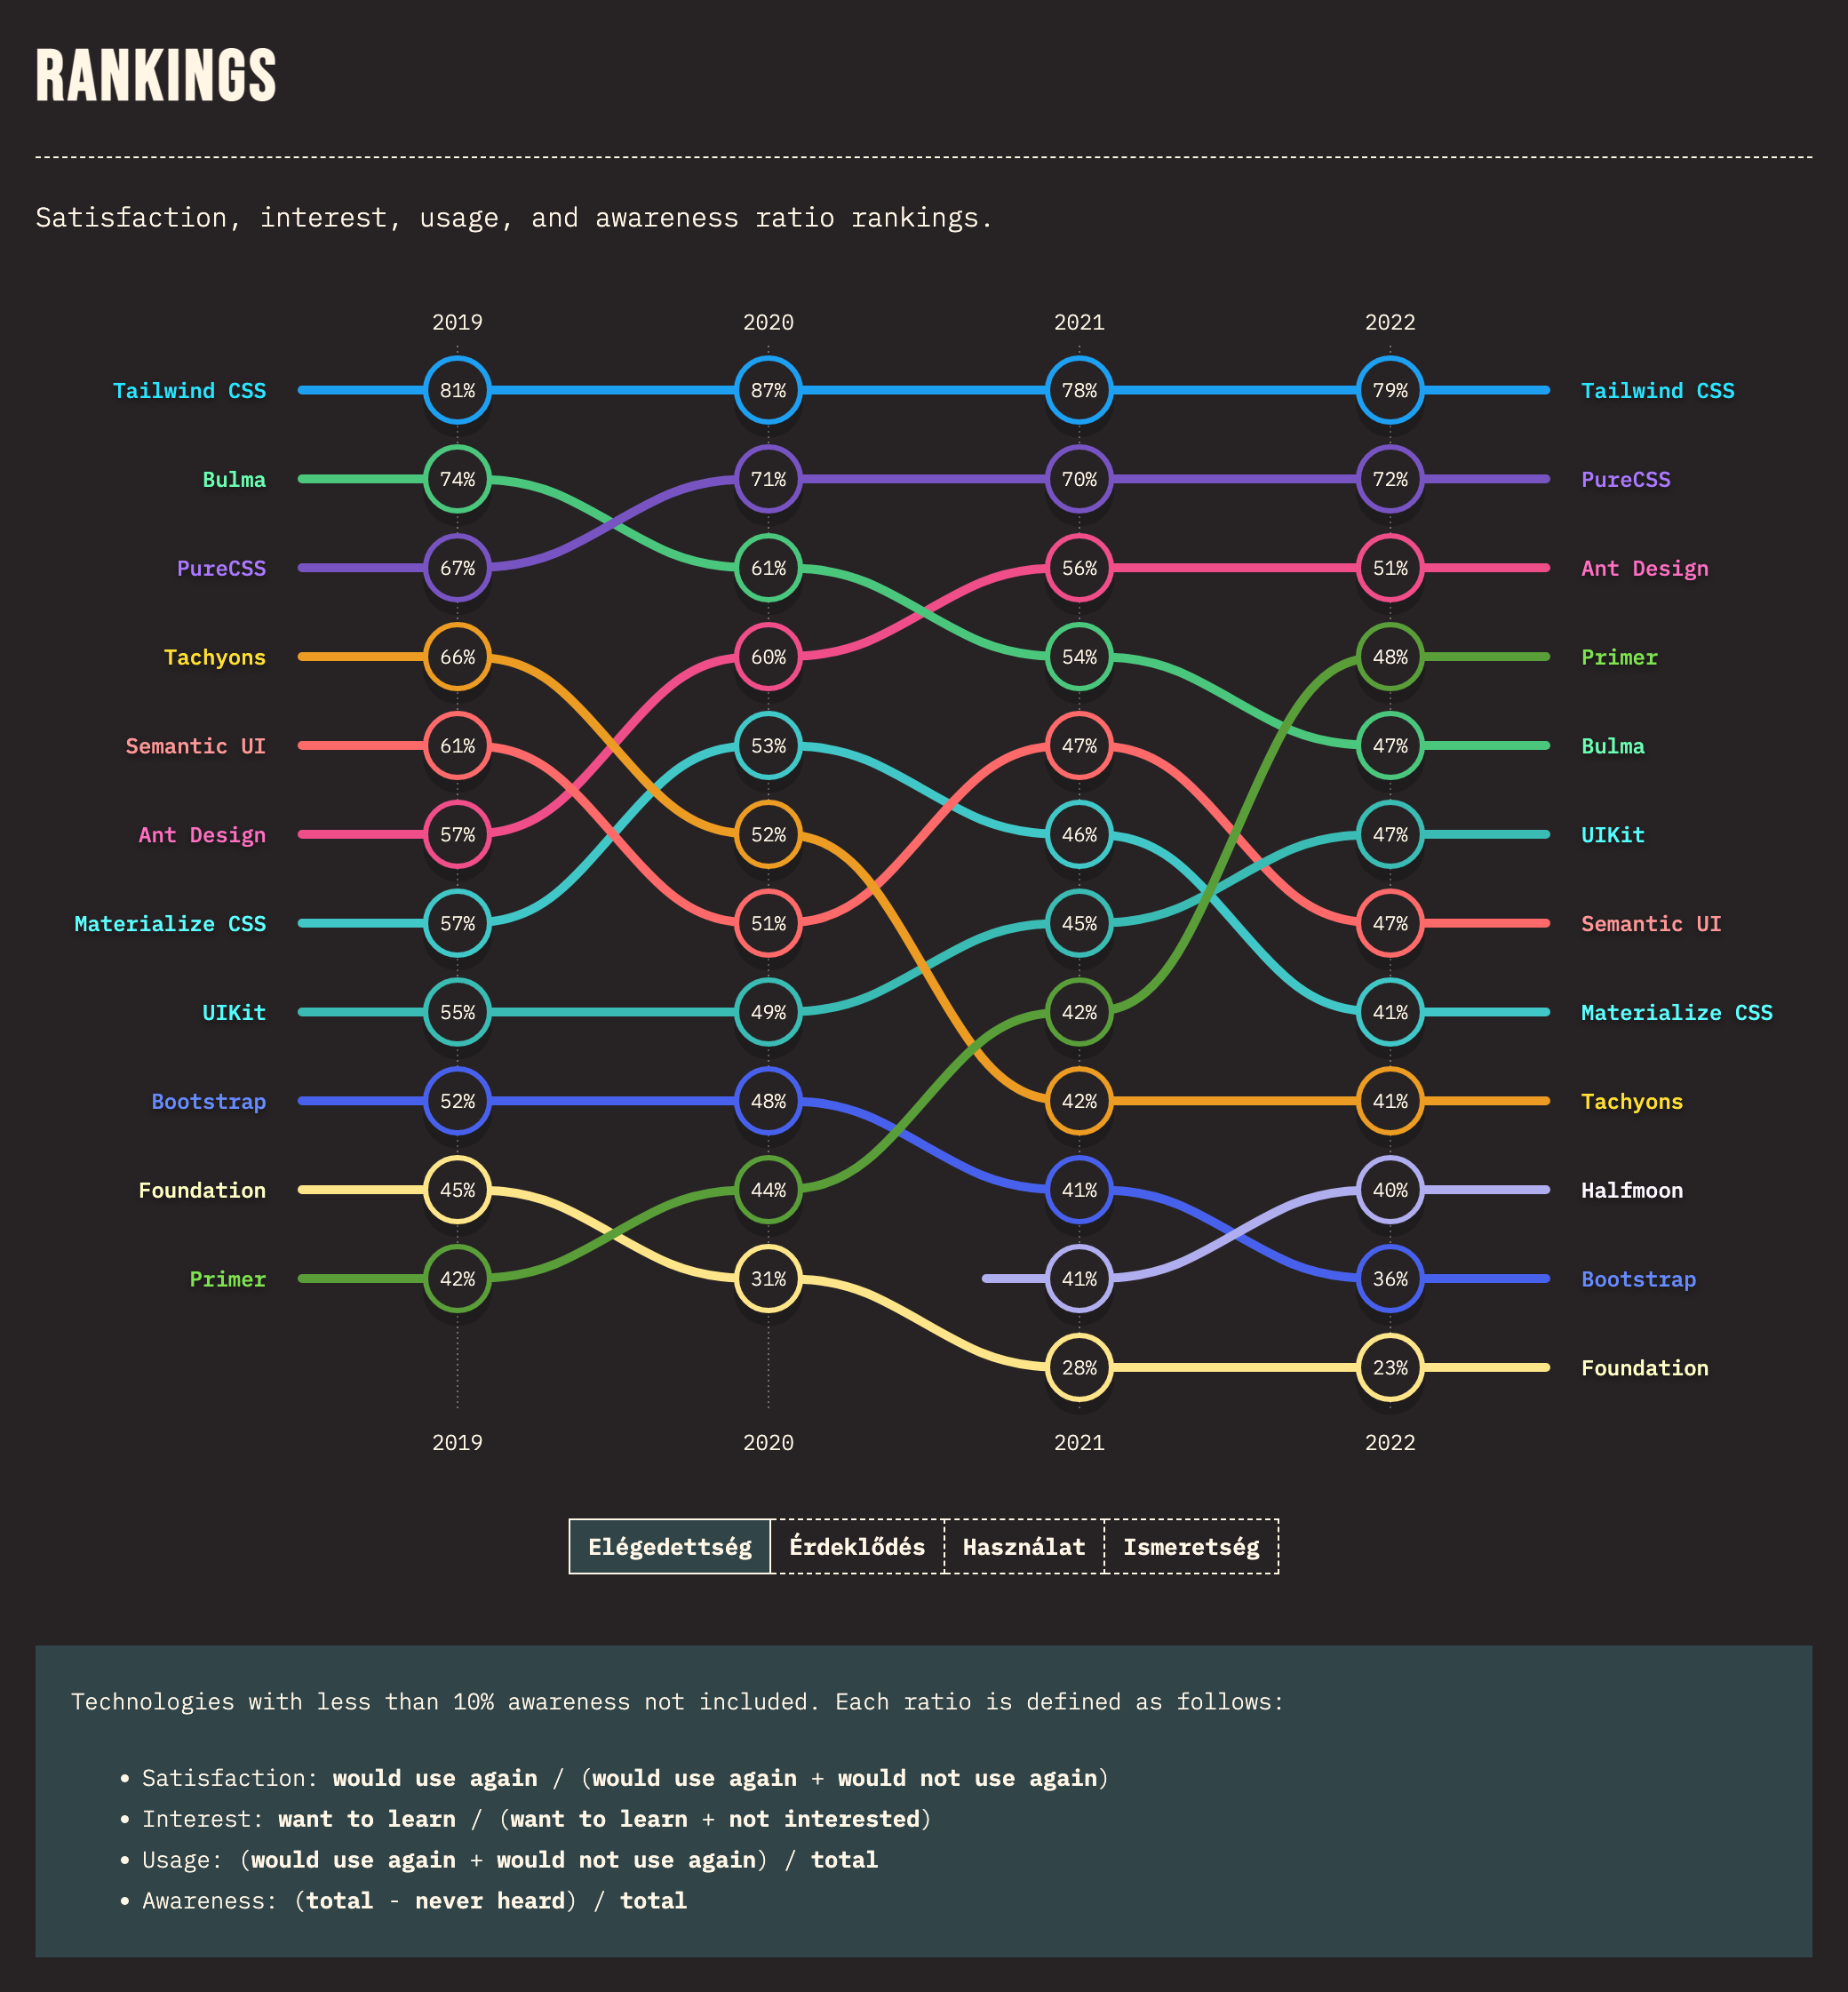 RANKINGS
Satisfaction, interest, usage, and awareness ratio rankings.
2019 2020 2021 2022
Tailwind CSS 81% 87% 78% 79% Tailwind CSS
Bulma 74% 71% 70% 72% PureCSS
PureCSS 67% 61% 56% 51% Ant Design
Tachyons 66% 60% 54% 48% Primer
Semantic UI 61% 53% 47% 47% Bulma
Ant Design 57% 52% 46% 47% UIKit
Materialize CSS 57% 51% 45% 47% Semantic UI
UIKit 55% 49% 42% 41% Materialize CSS
Bootstrap 52% 48% 42% 41% Tachyons
Foundation 45% 44% 41% 40% Halfmoon
Primer 42% 31% 41% 36% Bootstrap
28% 23% Foundation
2019 2020 2021 2022
Elégedettség Érdeklődés Használat Ismeretség
Technologies with less than 10% awareness not included. Each ratio is defined as follows:
• Satisfaction: would use again / (would use again + would not use again)
• Interest: want to learn / (want to learn + not interested)
• Usage: (would use again + would not use again) / total
• Awareness: (total - never heard) / total